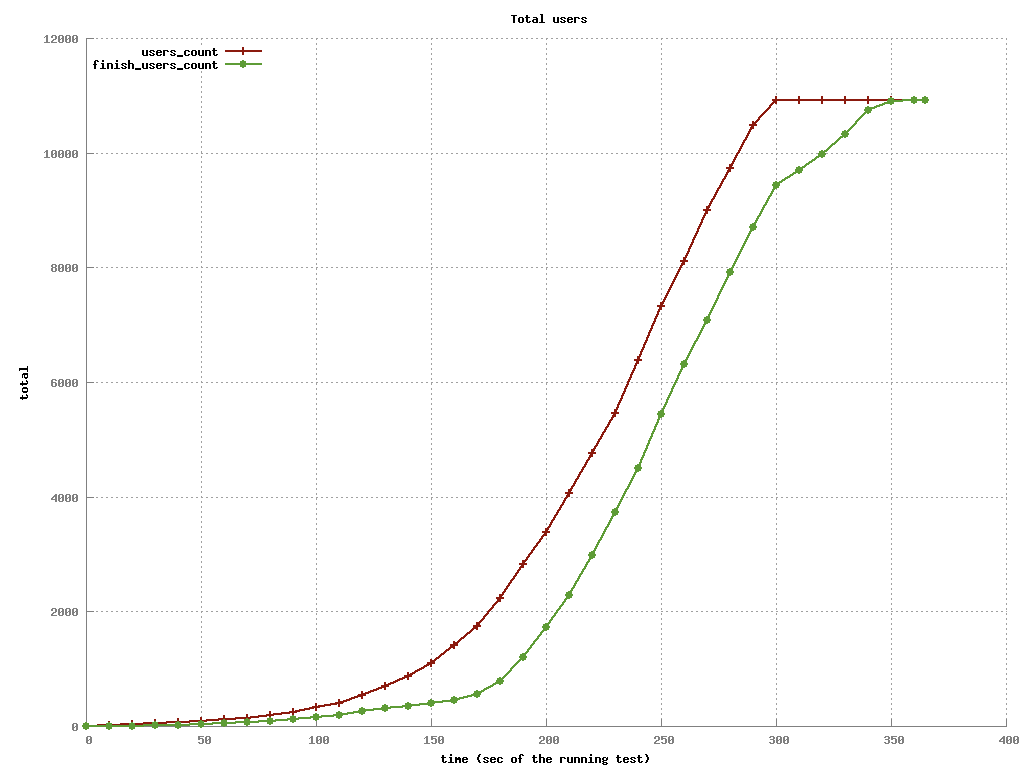 Total users
users_count
finish_users_count
12000
10000
8000
6000
4000
2000
0
total
0 50 100 150 200 250 300 350 400
time (sec of the running test)